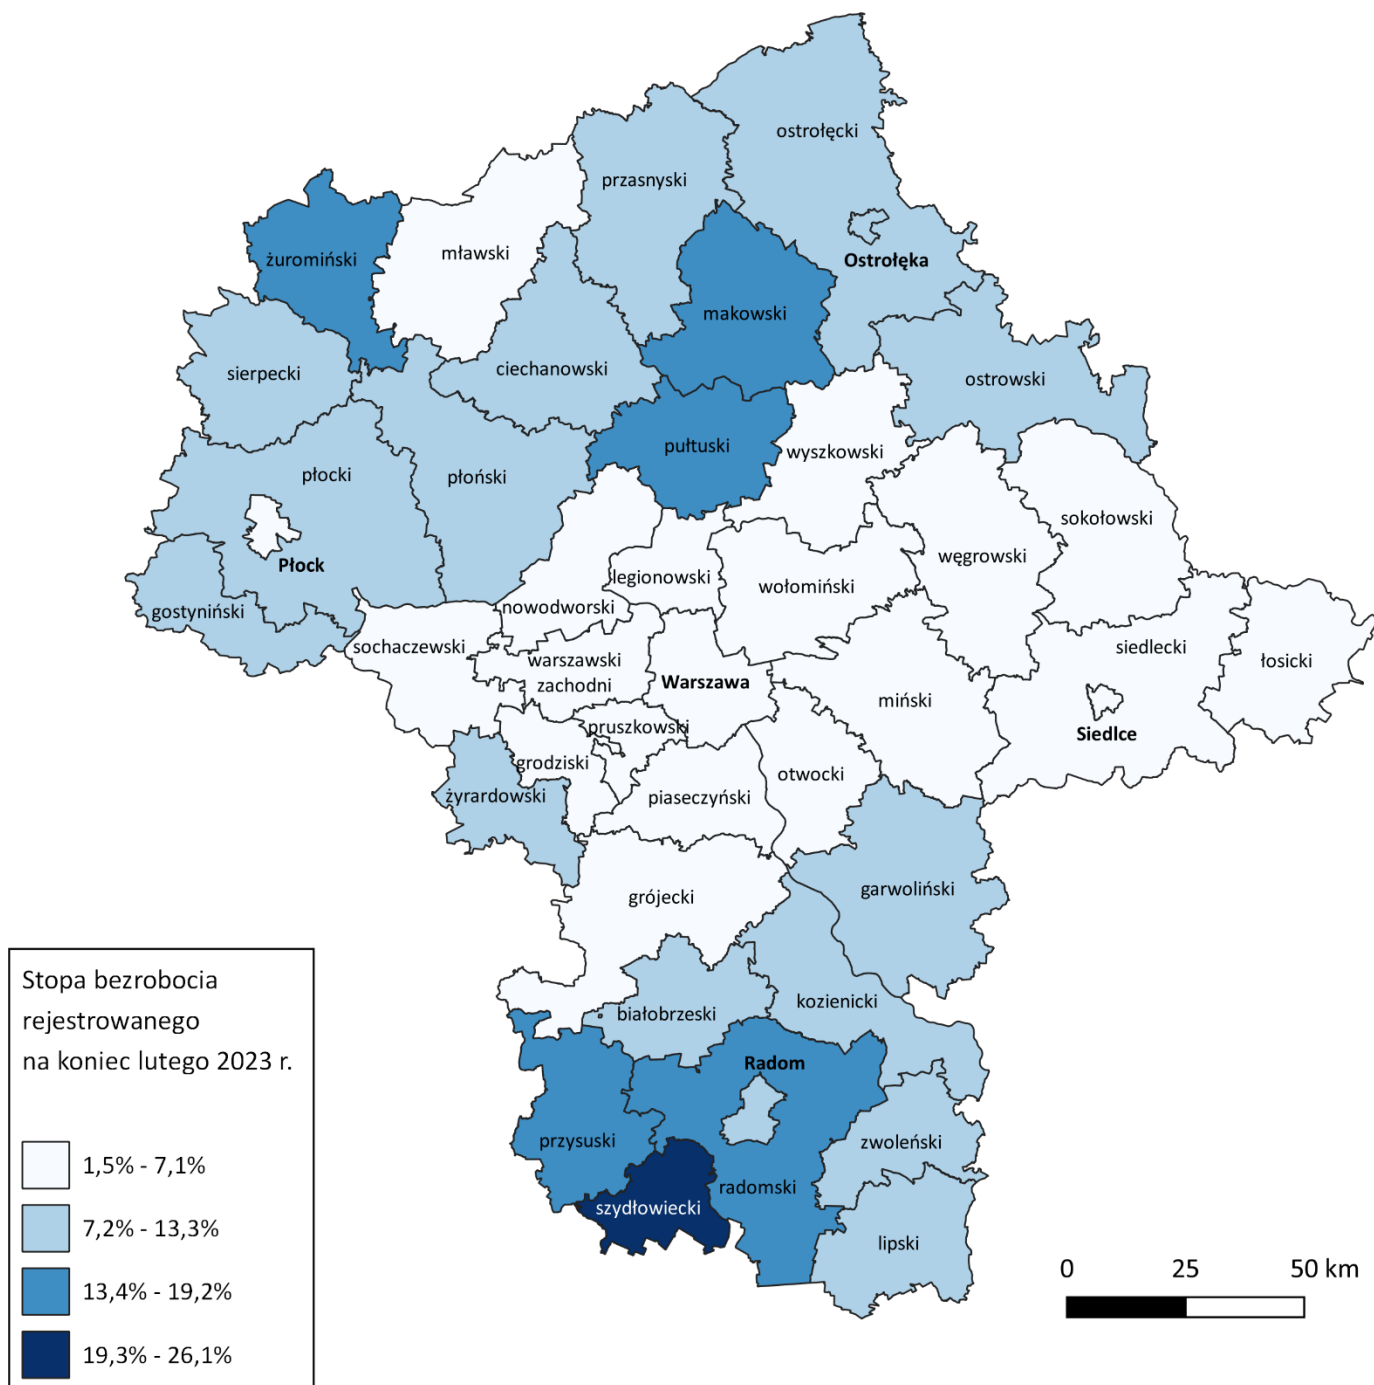 ostrołęcki
przasnyski
mławski
żuromiński
Ostrołęka
makowski
ciechanowski
sierpecki
ostrowski
pułtuski
wyszkowski
płocki
płoński
sokołowski
węgrowski
Płock
legionowski
wołomiński
gostyniński
nowodworski
sochaczewski
siedlecki
łosicki
warszawski
zachodni
Warszawa
miński
pruszkowski
Siedlce
grodziski
otwocki
żyrardowski
piaseczyński
garwoliński
grójecki
kozienicki
białobrzeski
Radom
przysuski
zwoleński
radomski
szydłowiecki
lipski
Stopa bezrobocia
rejestrowanego
na koniec lutego 2023 r.
1,5% - 7,1%
7,2% - 13,3%
13,4% - 19,2%
19,3% - 26,1%
0 25 50 km